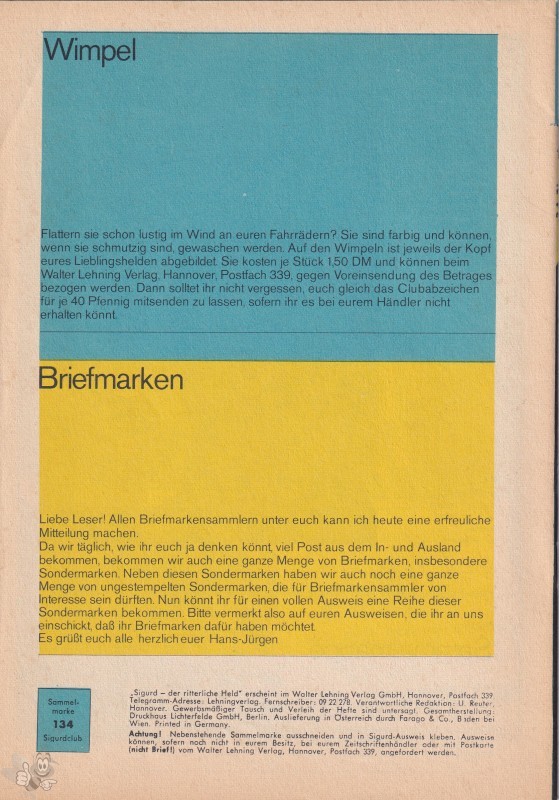 Wimpel
Flattern sie schon lustig im Wind an euren Fahrrädern? Sie sind farbig und können,
wenn sie schmutzig sind, gewaschen werden. Auf den Wimpeln ist jeweils der Kopf
eures Lieblingshelden abgebildet. Sie kosten je Stück 1,50 DM und können beim
Walter Lehning Verlag, Hannover, Postfach 339, gegen Voreinsendung des Betrages
bezogen werden. Dann solltet ihr nicht vergessen, euch gleich das Clubabzeichen
für je 40 Pfennig mitsenden zu lassen, sofern ihr es bei eurem Händler nicht
erhalten könnt.
Briefmarken
Liebe Leser! Allen Briefmarkensammlern unter euch kann ich heute eine erfreuliche
Mitteilung machen.
Da wir täglich, wie ihr euch ja denken könnt, viel Post aus dem In- und Ausland
bekommen, bekommen wir auch eine ganze Menge von Briefmarken, insbesondere
Sondermarken. Neben diesen Sondermarken haben wir auch noch eine ganze
Menge von ungestempelten Sondermarken, die für Briefmarkensammler von
Interesse sein dürften. Nun könnt ihr für einen vollen Ausweis eine Reihe dieser
Sondermarken bekommen. Bitte vermerkt also auf euren Ausweisen, die ihr an uns
einschickt, daß ihr Briefmarken dafür haben möchtet.
Es grüßt euch alle herzlich euer Hans-Jürgen
Sammel-
marke
134
Sigurdclub
„Sigurd – der ritterliche Held" erscheint im Walter Lehning Verlag GmbH, Hannover, Postfach 339.
Telegramm-Adresse: Lehningverlag. Fernschreiber: 09 22 278. Verantwortliche Redaktion: U. Reuter,
Hannover. Gewerbsmäßiger Tausch und Verleih der Hefte sind untersagt. Gesamtherstellung:
Druckhaus Lichterfelde GmbH, Berlin. Auslieferung in Österreich durch Farago & Co., Baden bei
Wien. Printed in Germany.
Achtung! Nebenstehende Sammelmarke ausschneiden und in Sigurd-Ausweis kleben. Ausweise
können, sofern noch nicht in eurem Besitz, bei eurem Zeitschriftenhändler oder mit Postkarte
(nicht Brief!) vom Walter Lehning Verlag, Hannover, Postfach 339, angefordert werden.